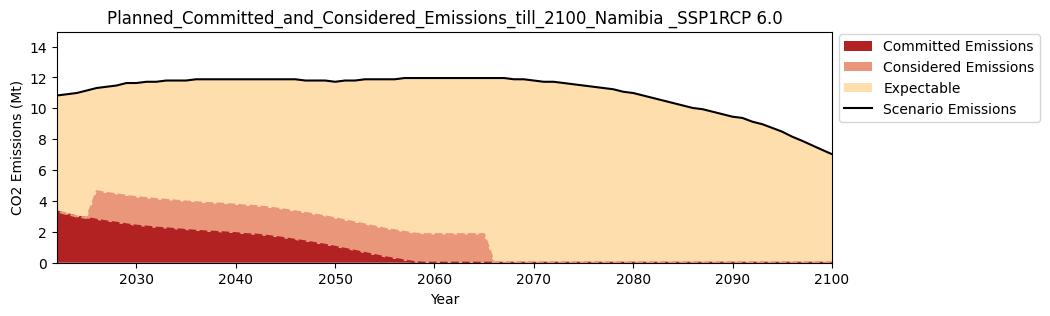 Planned_Committed_and_Considered_Emissions_till_2100_Namibia _SSP1RCP 6.0
CO2 Emissions (Mt)
14
12
10
8
6
4
2
0
2030
2040
2050
2060
2070
2080
2090
2100
Year
Committed Emissions
Considered Emissions
Expectable
Scenario Emissions